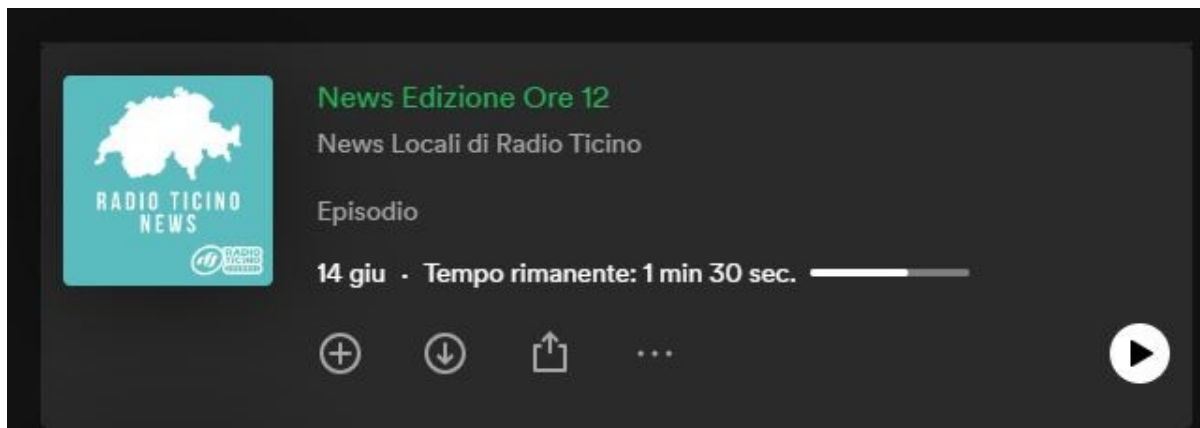 RADIO TICINO
NEWS
RADIO
TICINO
News Edizione Ore 12
News Locali di Radio Ticino
Episodio
14 giu · Tempo rimanente: 1 min 30 sec.